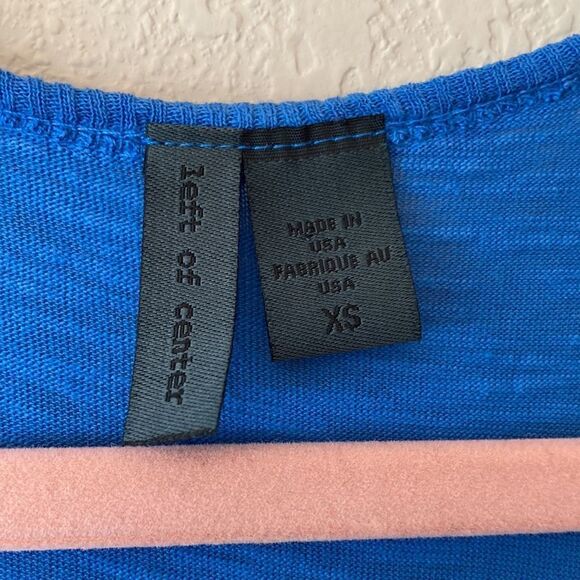 left of center
MADE IN
USA
FABRIQUE AU
USA
XS